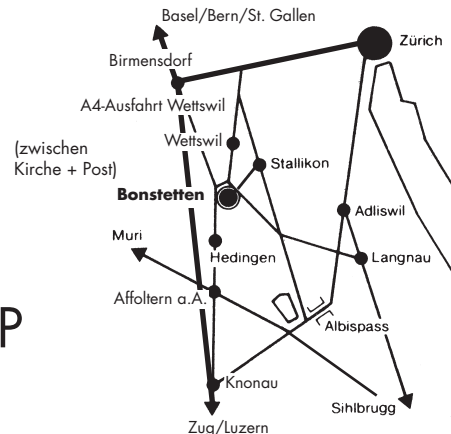 Basel/Bern/St. Gallen
Zürich
Birmensdorf
A4-Ausfahrt Wettswil
(zwischen
Kirche + Post)
Wettswil
Stallikon
Bonstetten
Adliswil
Muri
Hedingen
Langnau
Affoltern a.A.
P
Albispass
Knonau
Sihlbrugg
Zug/Luzern